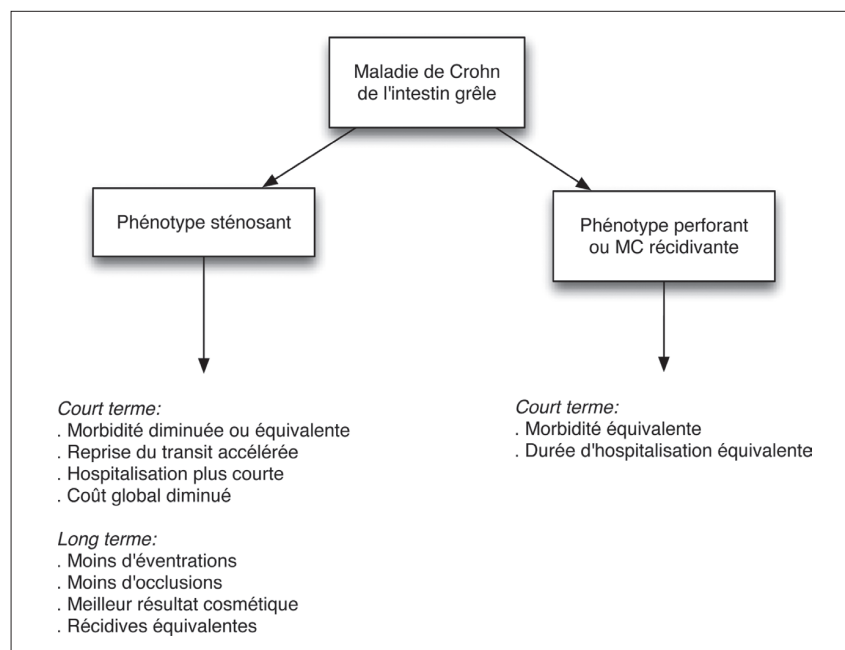 Maladie de Crohn
de l'intestin grêle
Phénotype sténosant
Phénotype perforant
ou MC récidivante
Court terme:
. Morbidité diminuée ou équivalente
. Reprise du transit accélérée
. Hospitalisation plus courte
. Coût global diminué
Long terme:
. Moins d'éventrations
. Moins d'occlusions
. Meilleur résultat cosmétique
. Récidives équivalentes
Court terme:
. Morbidité équivalente
. Durée d'hospitalisation équivalente